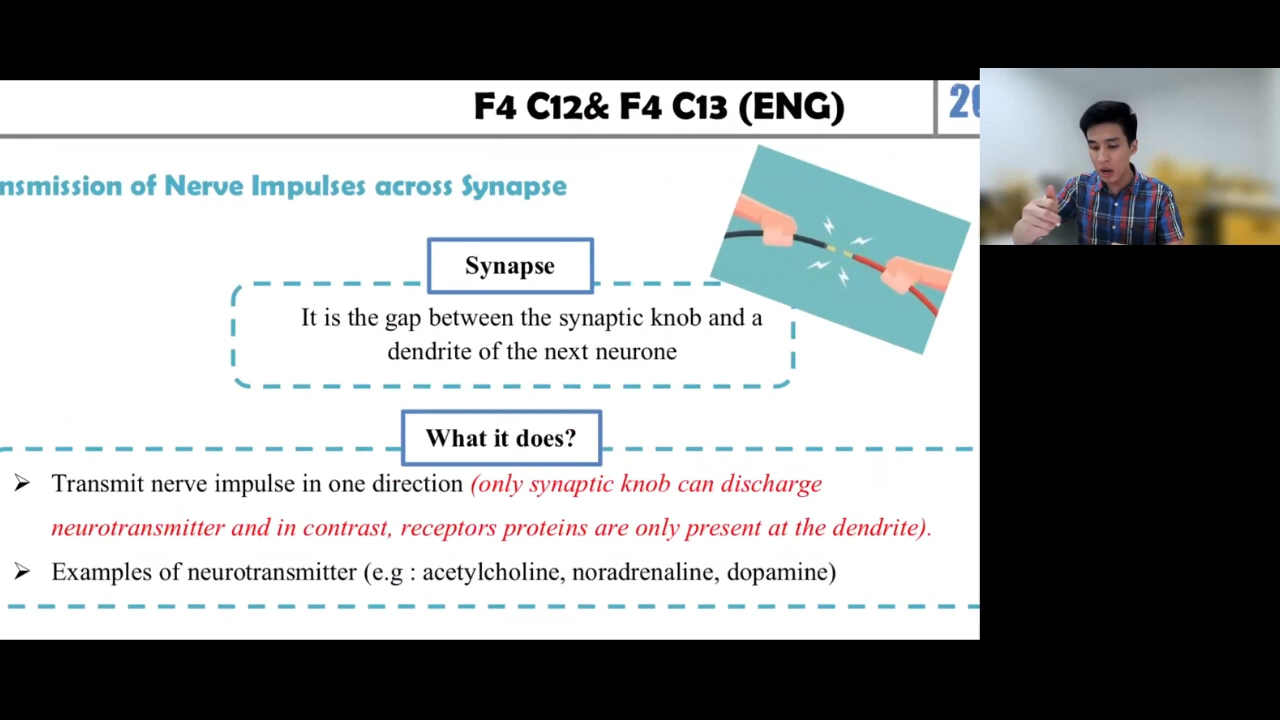 F4 C12& F4 C13 (ENG)
nsmission of Nerve Impulses across Synapse
Synapse
It is the gap between the synaptic knob and a
dendrite of the next neurone
What it does?
➢ Transmit nerve impulse in one direction (only synaptic knob can discharge
neurotransmitter and in contrast, receptors proteins are only present at the dendrite).
➢ Examples of neurotransmitter (e.g : acetylcholine, noradrenaline, dopamine)